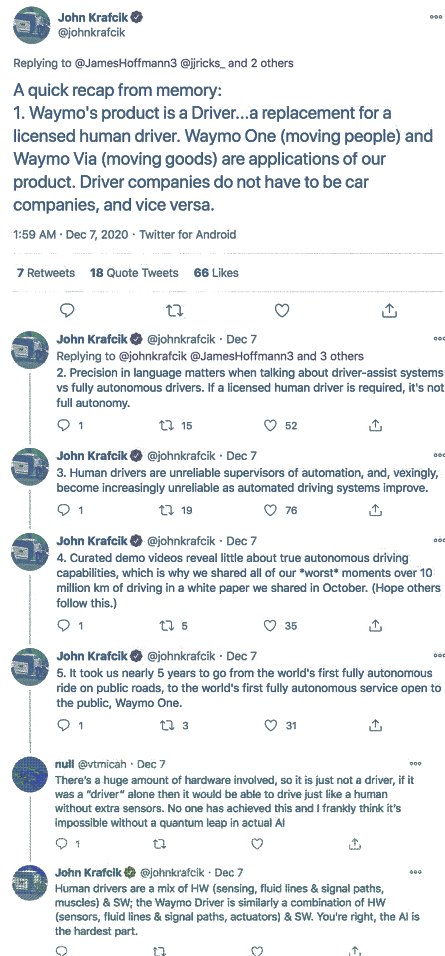 John Krafcik
@johnkrafcik
Replying to @JamesHoffmann3 @jjricks_ and 2 others
A quick recap from memory:
1. Waymo's product is a Driver...a replacement for a
licensed human driver. Waymo One (moving people) and
Waymo Via (moving goods) are applications of our
product. Driver companies do not have to be car
companies, and vice versa.
1:59 AM · Dec 7, 2020 · Twitter for Android
7 Retweets 18 Quote Tweets 66 Likes
John Krafcik @johnkrafcik · Dec 7
Replying to @johnkrafcik @JamesHoffmann3 and 3 others
2. Precision in language matters when talking about driver-assist systems
vs fully autonomous drivers. If a licensed human driver is required, it's not
full autonomy.
1 15 52
John Krafcik @johnkrafcik · Dec 7
3. Human drivers are unreliable supervisors of automation, and, vexingly,
become increasingly unreliable as automated driving systems improve.
1 19 76
John Krafcik @johnkrafcik · Dec 7
4. Curated demo videos reveal little about true autonomous driving
capabilities, which is why we shared all of our *worst* moments over 10
million km of driving in a white paper we shared in October. (Hope others
follow this.)
1 5 35
John Krafcik @johnkrafcik · Dec 7
5. It took us nearly 5 years to go from the world's first fully autonomous
ride on public roads, to the world's first fully autonomous service open to
the public, Waymo One.
1 3 31
null @vtmicah · Dec 7
There's a huge amount of hardware involved, so it is just not a driver, if it
was a "driver" alone then it would be able to drive just like a human
without extra sensors. No one has achieved this and I frankly think it's
impossible without a quantum leap in actual AI
1
John Krafcik @johnkrafcik · Dec 7
Human drivers are a mix of HW (sensing, fluid lines & signal paths,
muscles) & SW; the Waymo Driver is similarly a combination of HW
(sensors, fluid lines & signal paths, actuators) & SW. You're right, the AI is
the hardest part.